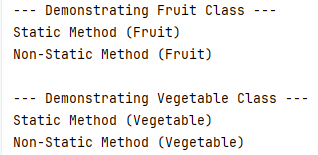 --- Demonstrating Fruit Class ---
Static Method (Fruit)
Non-Static Method (Fruit)

--- Demonstrating Vegetable Class ---
Static Method (Vegetable)
Non-Static Method (Vegetable)